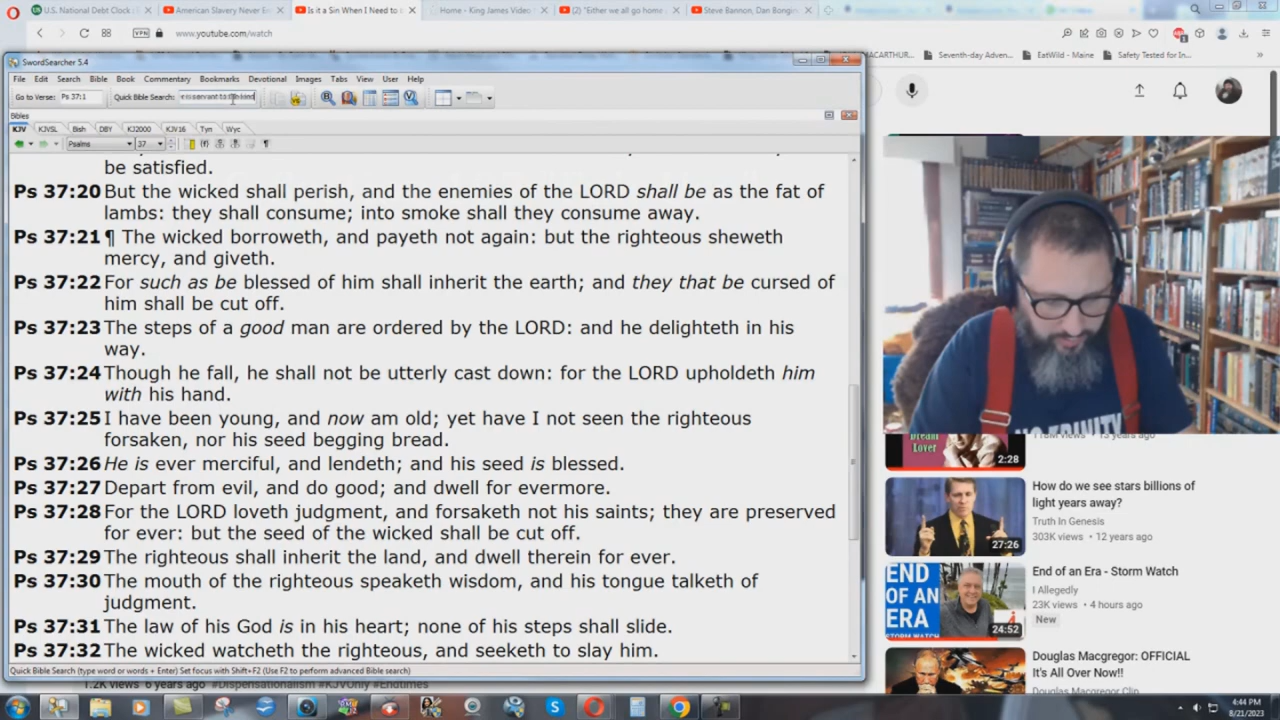 U.S. National Debt Clock :
American Slavery Never En
Is it a Sin When I Need to
Home - King James Video
(2) "Either we all go home
Steve Bannon, Dan Bongin
88 VPN www.youtube.com/watch
MACARTHUR...
Seventh-day Adven...
EatWild - Maine
Safety Tested for In...
SwordSearcher 5.4
File Edit Search Bible Book Commentary Bookmarks Devotional Images Tabs View User Help
Go to Verse: Ps 37:1 Quick Bible Search:
Bibles
KJV KJVSL Bish DBY KJ2000 KJV16 Tyn Wyc
Psalms 37
be satisfied.
Ps 37:20 But the wicked shall perish, and the enemies of the LORD shall be as the fat of
lambs: they shall consume; into smoke shall they consume away.
Ps 37:21 ¶ The wicked borroweth, and payeth not again: but the righteous sheweth
mercy, and giveth.
Ps 37:22 For such as be blessed of him shall inherit the earth; and they that be cursed of
him shall be cut off.
Ps 37:23 The steps of a good man are ordered by the LORD: and he delighteth in his
way.
Ps 37:24 Though he fall, he shall not be utterly cast down: for the LORD upholdeth him
with his hand.
Ps 37:25 I have been young, and now am old; yet have I not seen the righteous
forsaken, nor his seed begging bread.
Ps 37:26 He is ever merciful, and lendeth; and his seed is blessed.
Ps 37:27 Depart from evil, and do good; and dwell for evermore.
Ps 37:28 For the LORD loveth judgment, and forsaketh not his saints; they are preserved
for ever: but the seed of the wicked shall be cut off.
Ps 37:29 The righteous shall inherit the land, and dwell therein for ever.
Ps 37:30 The mouth of the righteous speaketh wisdom, and his tongue talketh of
judgment.
Ps 37:31 The law of his God is in his heart; none of his steps shall slide.
Ps 37:32 The wicked watcheth the righteous, and seeketh to slay him.
Quick Bible Search (type word or words + Enter) Set focus with Shift+F2 (Use F2 to perform advanced Bible search)
1.2K views 6 years ago #Dispensationalism #KJVOnly #Endtimes
Dream
Lover
2:28
How do we see stars billions of
light years away?
Truth In Genesis
303K views • 12 years ago
27:26
END
OF AN
ERA
STORM WATCH
24:52
End of an Era - Storm Watch
I Allegedly
23K views • 4 hours ago
New
Douglas Macgregor: OFFICIAL
It's All Over Now!!
Douglas Macgregor Clip
4:44 PM
8/21/2023